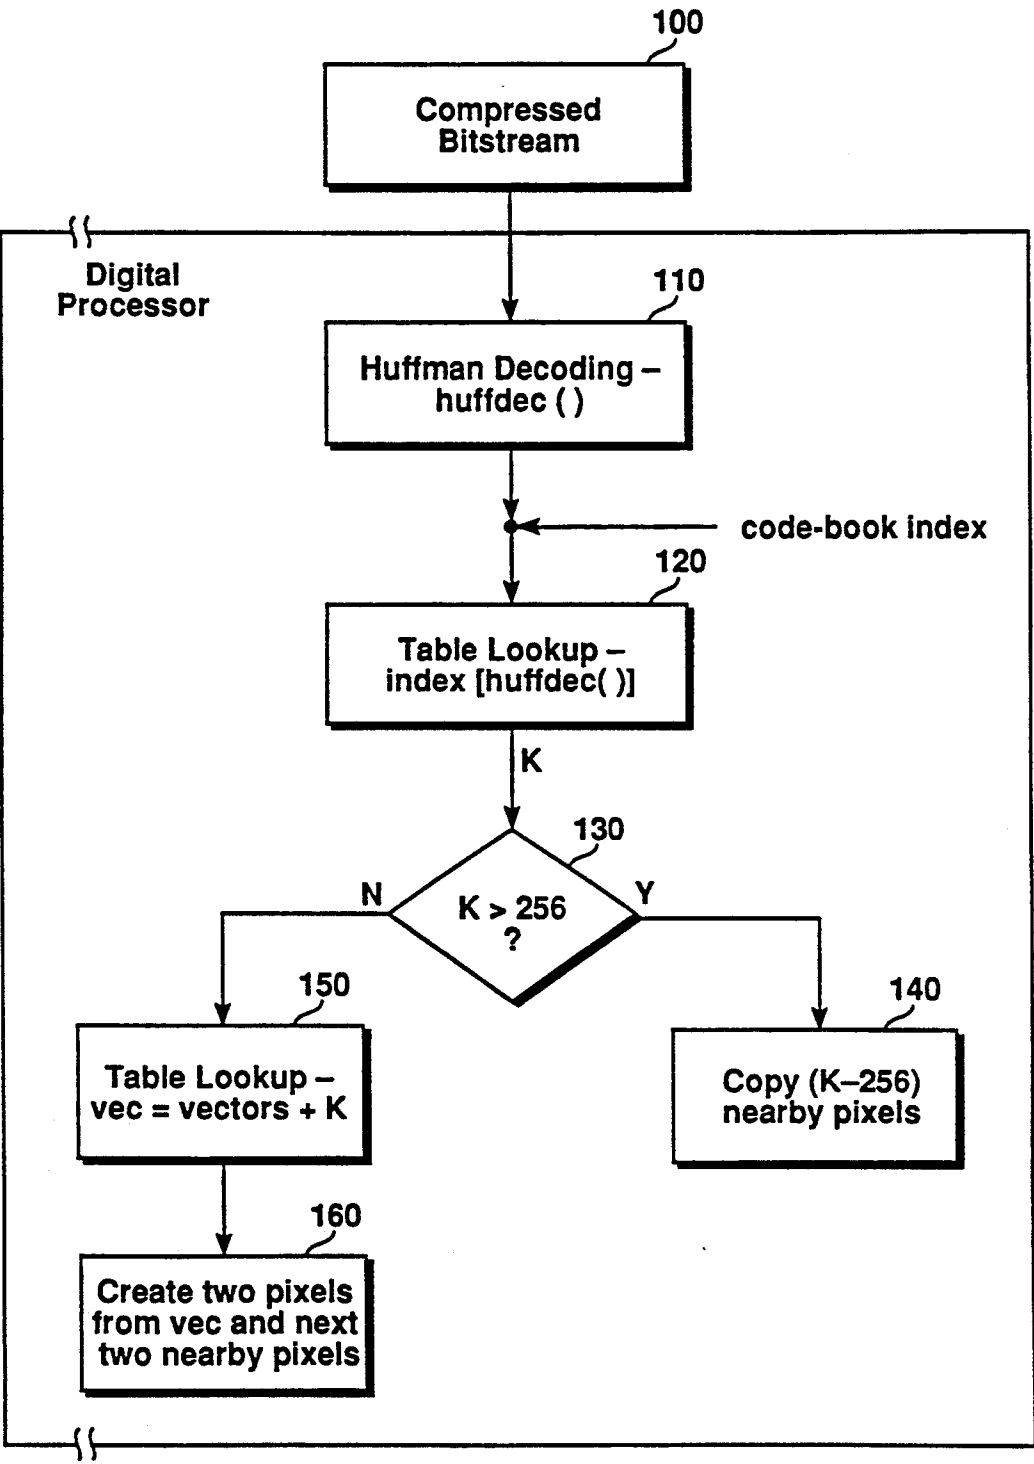 100
Compressed
Bitstream
Digital
Processor
110
Huffman Decoding –
huffdec ( )
code-book index
120
Table Lookup –
index [huffdec( )]
K
130
N
K > 256
?
Y
150
Table Lookup –
vec = vectors + K
140
Copy (K–256)
nearby pixels
160
Create two pixels
from vec and next
two nearby pixels